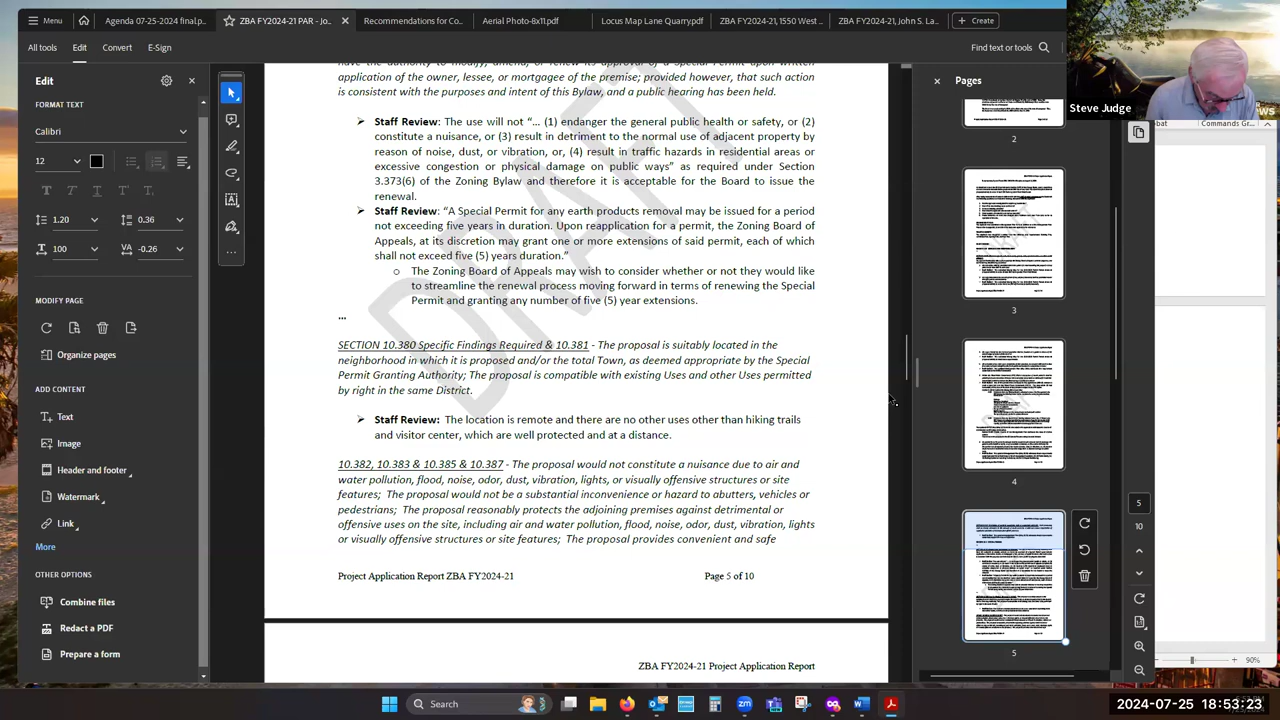 Agenda 07-25-2024 final.p...
ZBA FY2024-21 PAR - Jo...
Recommendations for Co...
Aerial Photo-8x11.pdf
Locus Map Lane Quarry.pdf
ZBA FY2024-21, 1550 West ...
ZBA FY2024-21, John S. La...
+ Create
All tools
Edit
Convert
E-Sign
Find text or tools
Edit
FORMAT TEXT
Calibri
12
1.20
0.36
100
-0.26
MODIFY PAGE
Organize pages
ADD CONTENT
Text
Image
Header and footer
Watermark
Link
More
OTHER OPTIONS
Combine files
Redact a PDF
Prepare a form
have the authority to modify, amend, or renew its approval of a Special Permit upon written
application of the owner, lessee, or mortgagee of the premise; provided however, that such action
is consistent with the purposes and intent of this Bylaw, and a public hearing has been held.
Staff Review: The use will not "... (1) endanger the general public health or safety, or (2)
constitute a nuisance, or (3) result in detriment to the normal use of adjacent property by
reason of noise, dust, or vibration, or, (4) result in traffic hazards in residential areas or
excessive congestion or physical damage on public ways" as required under Section
3.373(6) of the Zoning Bylaw and therefore it is acceptable for the Board to issue the
renewal.
Staff Review: "A Special Permit for any earth products removal may be granted for a period
not exceeding five years in duration. Upon reapplication for a permit, the Zoning Board of
Appeals, at its discretion may grant one or more extensions of said permit, each of which
shall not exceed five (5) years duration."
o The Zoning Board of Appeals may wish to consider whether or not they would like
to streamline the renewal process moving forward in terms of renewing the Special
Permit and granting any number of five (5) year extensions.
...
SECTION 10.380 Specific Findings Required & 10.381 - The proposal is suitably located in the
neighborhood in which it is proposed and/or the total Town, as deemed appropriate by the Special
Permit Granting Authority. The proposal is compatible with existing Uses and other Uses permitted
by right in the same District.
Staff Review: The location is remote and there are no other uses other than hiking trails
and visitor center, which are well protected and at a distance.
10.382, 10.383 & 10.385 & 10.387 - The proposal would not constitute a nuisance due to air and
water pollution, flood, noise, odor, dust, vibration, lights, or visually offensive structures or site
features; The proposal would not be a substantial inconvenience or hazard to abutters, vehicles or
pedestrians; The proposal reasonably protects the adjoining premises against detrimental or
offensive uses on the site, including air and water pollution, flood, noise, odor, dust, vibration, lights
or visually offensive structures or site features; The proposal provides convenient and safe
Project Application Report ZBA FY2024-21
Page 5 of 10
ZBA FY2024-21 Project Application Report
Pages
2
3
4
5
5
10
Steve Judge
90%
Search
2024-07-25 18:53:23